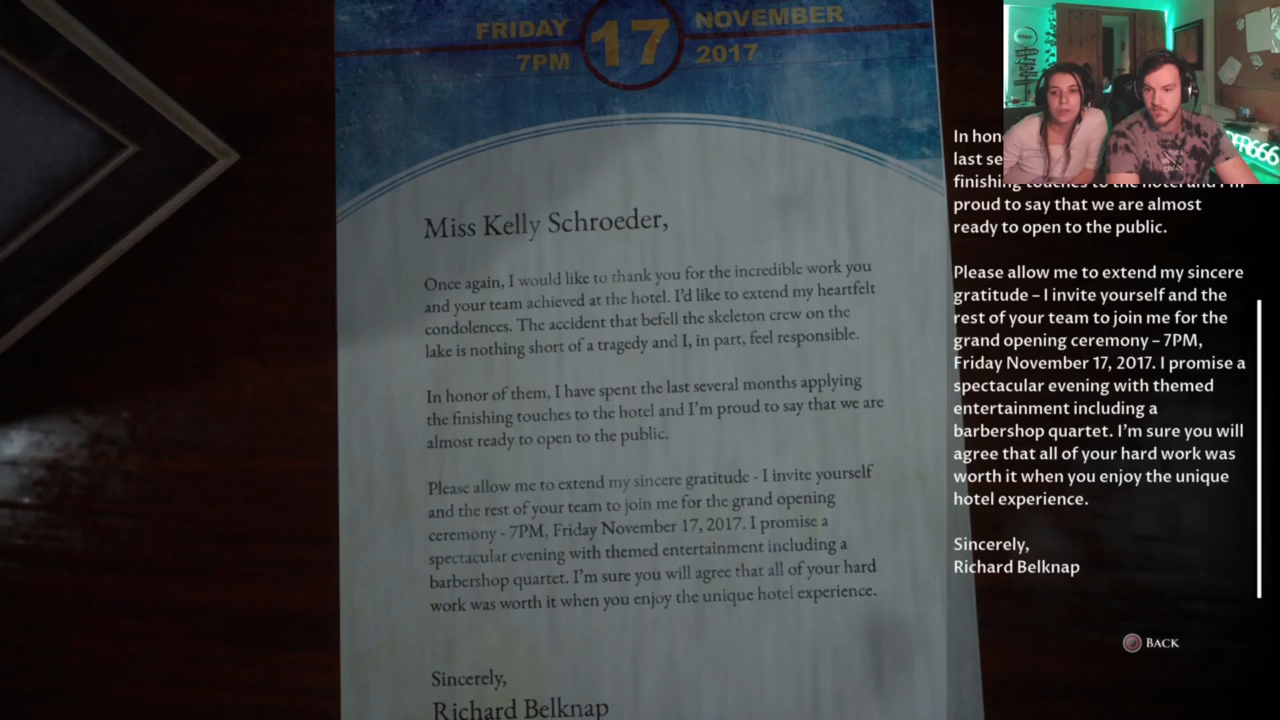 FRIDAY 17 NOVEMBER
7PM 2017
Miss Kelly Schroeder,
Once again, I would like to thank you for the incredible work you
and your team achieved at the hotel. I'd like to extend my heartfelt
condolences. The accident that befell the skeleton crew on the
lake is nothing short of a tragedy and I, in part, feel responsible.
In honor of them, I have spent the last several months applying
the finishing touches to the hotel and I'm proud to say that we are
almost ready to open to the public.
Please allow me to extend my sincere gratitude - I invite yourself
and the rest of your team to join me for the grand opening
ceremony - 7PM, Friday November 17, 2017. I promise a
spectacular evening with themed entertainment including a
barbershop quartet. I'm sure you will agree that all of your hard
work was worth it when you enjoy the unique hotel experience.
Sincerely,
Richard Belknap
In
last
finishing touches to the hotel and I'm
proud to say that we are almost
ready to open to the public.
Please allow me to extend my sincere
gratitude – I invite yourself and the
rest of your team to join me for the
grand opening ceremony – 7PM,
Friday November 17, 2017. I promise a
spectacular evening with themed
entertainment including a
barbershop quartet. I'm sure you will
agree that all of your hard work was
worth it when you enjoy the unique
hotel experience.
Sincerely,
Richard Belknap
BACK